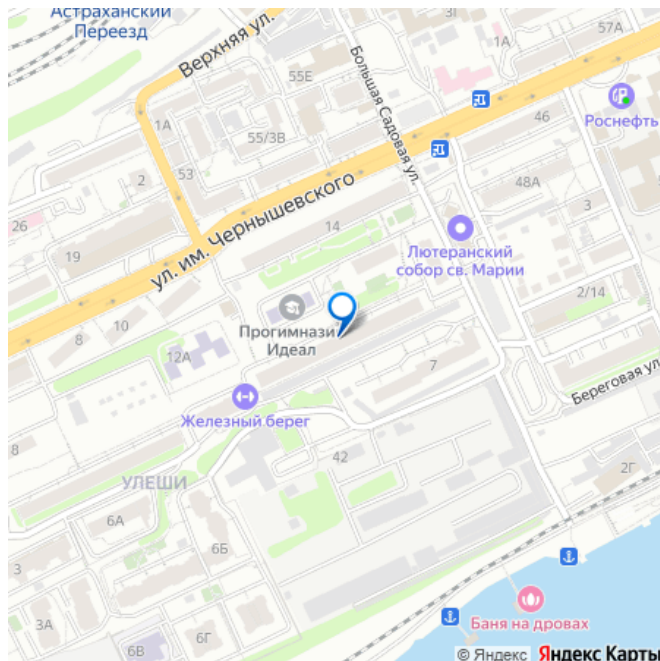 Астраханский
Переезд
3Г
57А
Верхняя ул.
1А
55Е
Большая Садовая ул.
Роснефть
1А
55/3В
46
53
2
48А
3
ул. им. Чернышевского
26
14
19
Лютеранский
собор св. Марии
2/14
10
8
Прогимназия
Идеал
12А
7
Береговая ул.
Железный берег
8
42
2Г
УЛЕШИ
6А
6Б
3
3А
6Г
6В
Баня на дровах
© Яндекс Яндекс Карты